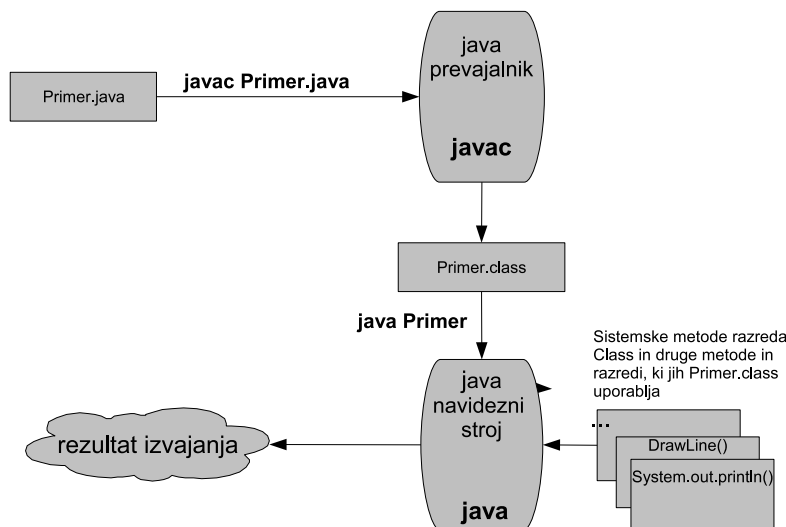 java
prevajalnik
javac
Primer.java
javac Primer.java
Primer.class
java Primer
Sistemske metode razreda
Class in druge metode in
razredi, ki jih Primer.class
uporablja
java
navidezni
stroj
java
rezultat izvajanja
...
DrawLine()
System.out.println()